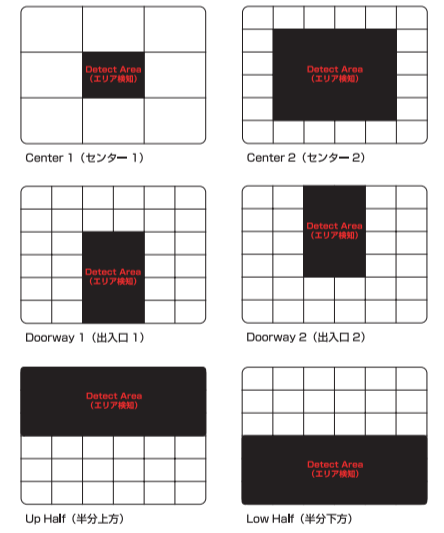 Detect Area
（エリア検知）
Detect Area
（エリア検知）
Center 1（センター 1）
Center 2（センター 2）
Detect Area
（エリア検知）
Detect Area
（エリア検知）
Doorway 1（出入口 1）
Doorway 2（出入口 2）
Detect Area
（エリア検知）
Detect Area
（エリア検知）
Up Half（半分上方）
Low Half（半分下方）